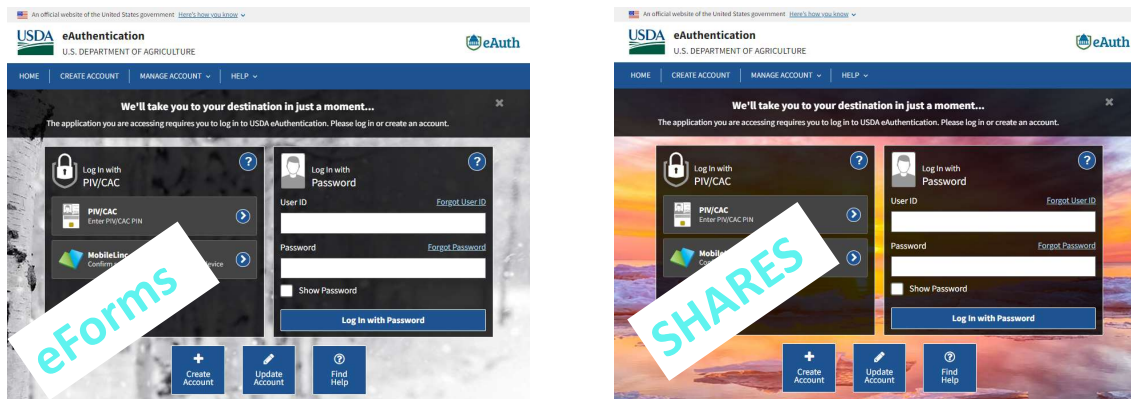 An official website of the United States government Here's how you know
USDA eAuthentication
U.S. DEPARTMENT OF AGRICULTURE
eAuth
HOME CREATE ACCOUNT MANAGE ACCOUNT HELP
We'll take you to your destination in just a moment...
The application you are accessing requires you to log in to USDA eAuthentication. Please log in or create an account.
Log In with
PIV/CAC
PIV/CAC
Enter PIV/CAC PIN
MobileLinc
Confirm
Device
Log In with
Password
User ID Forgot User ID
Password Forgot Password
Show Password
Log In with Password
eForms
Create
Account
Update
Account
Find
Help
An official website of the United States government Here's how you know
USDA eAuthentication
U.S. DEPARTMENT OF AGRICULTURE
eAuth
HOME CREATE ACCOUNT MANAGE ACCOUNT HELP
We'll take you to your destination in just a moment...
The application you are accessing requires you to log in to USDA eAuthentication. Please log in or create an account.
Log In with
PIV/CAC
PIV/CAC
Enter PIV/CAC PIN
Log In with
Password
User ID Forgot User ID
Password Forgot Password
Show Password
Log In with Password
SHARES
Create
Account
Update
Account
Find
Help